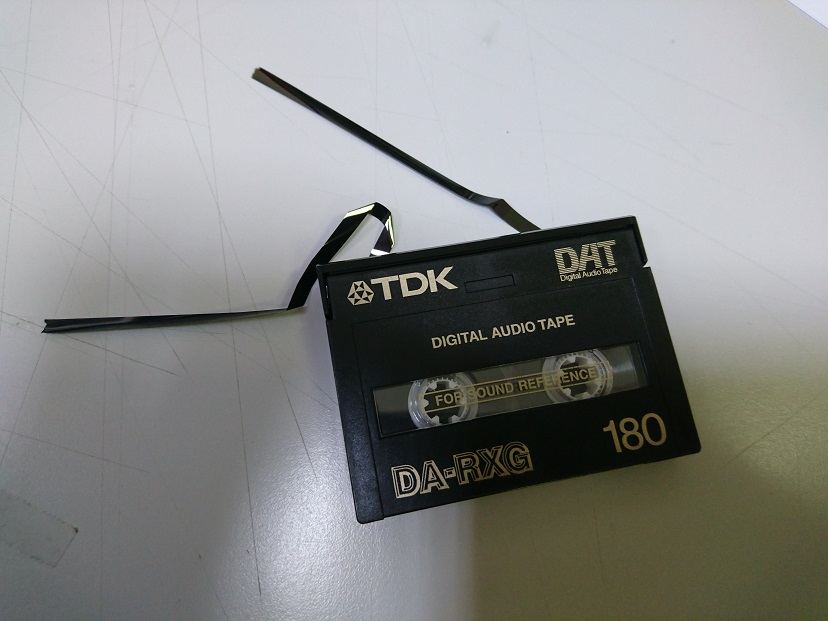 TDK
DAT
Digital Audio Tape
DIGITAL AUDIO TAPE
FOR SOUND REFERENCE
DA-RXG
180